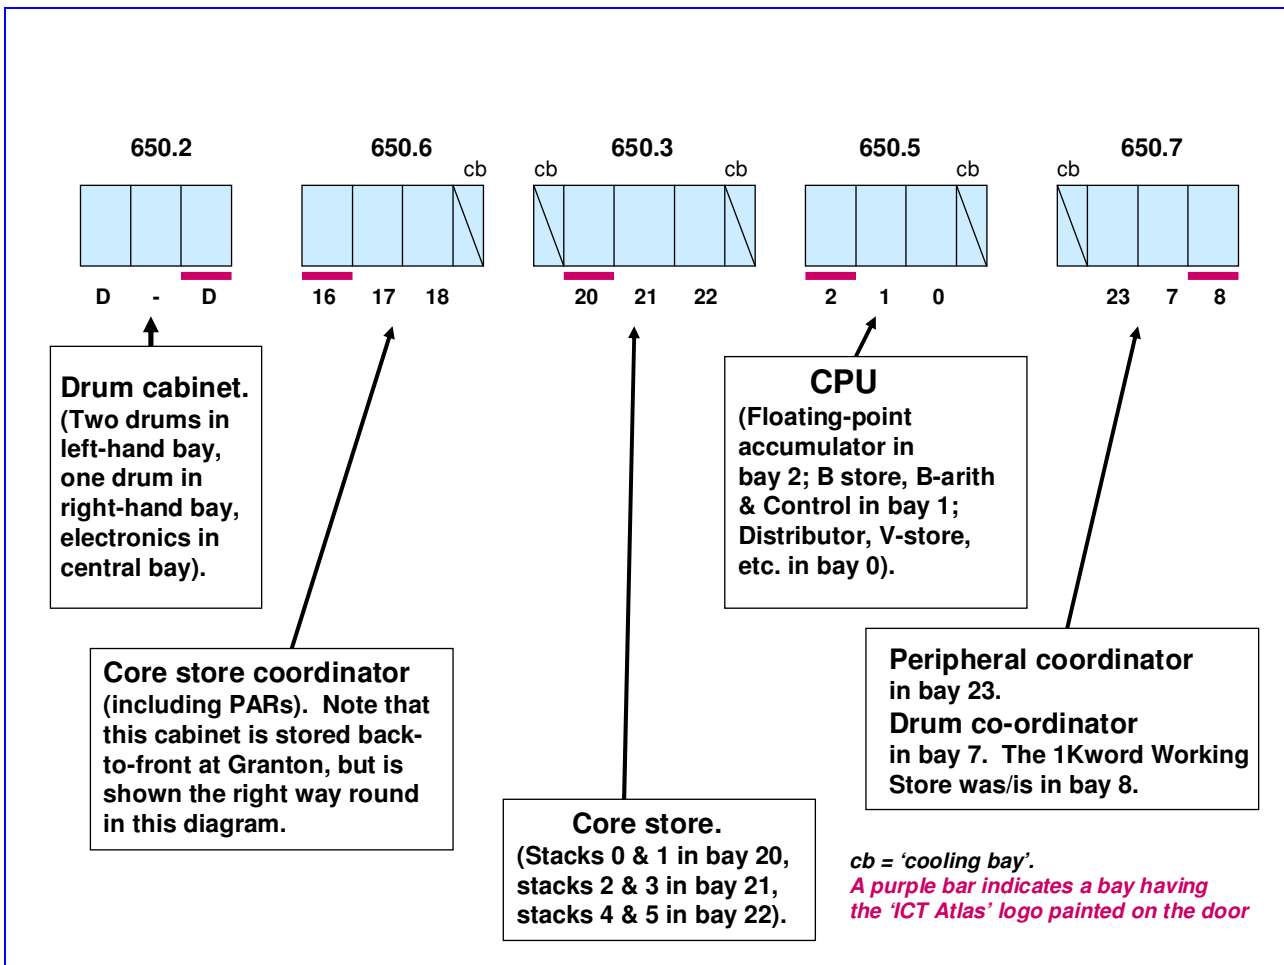 650.2 650.6 650.3 650.5 650.7
cb cb cb cb cb
D - D 16 17 18 20 21 22 2 1 0 23 7 8
Drum cabinet.
(Two drums in
left-hand bay,
one drum in
right-hand bay,
electronics in
central bay).
CPU
(Floating-point
accumulator in
bay 2; B store, B-arith
& Control in bay 1;
Distributor, V-store,
etc. in bay 0).
Core store coordinator
(including PARs). Note that
this cabinet is stored back-
to-front at Granton, but is
shown the right way round
in this diagram.
Peripheral coordinator
in bay 23.
Drum co-ordinator
in bay 7. The 1Kword Working
Store was/is in bay 8.
Core store.
(Stacks 0 & 1 in bay 20,
stacks 2 & 3 in bay 21,
stacks 4 & 5 in bay 22).
cb = ‘cooling bay’.
A purple bar indicates a bay having
the ‘ICT Atlas’ logo painted on the door